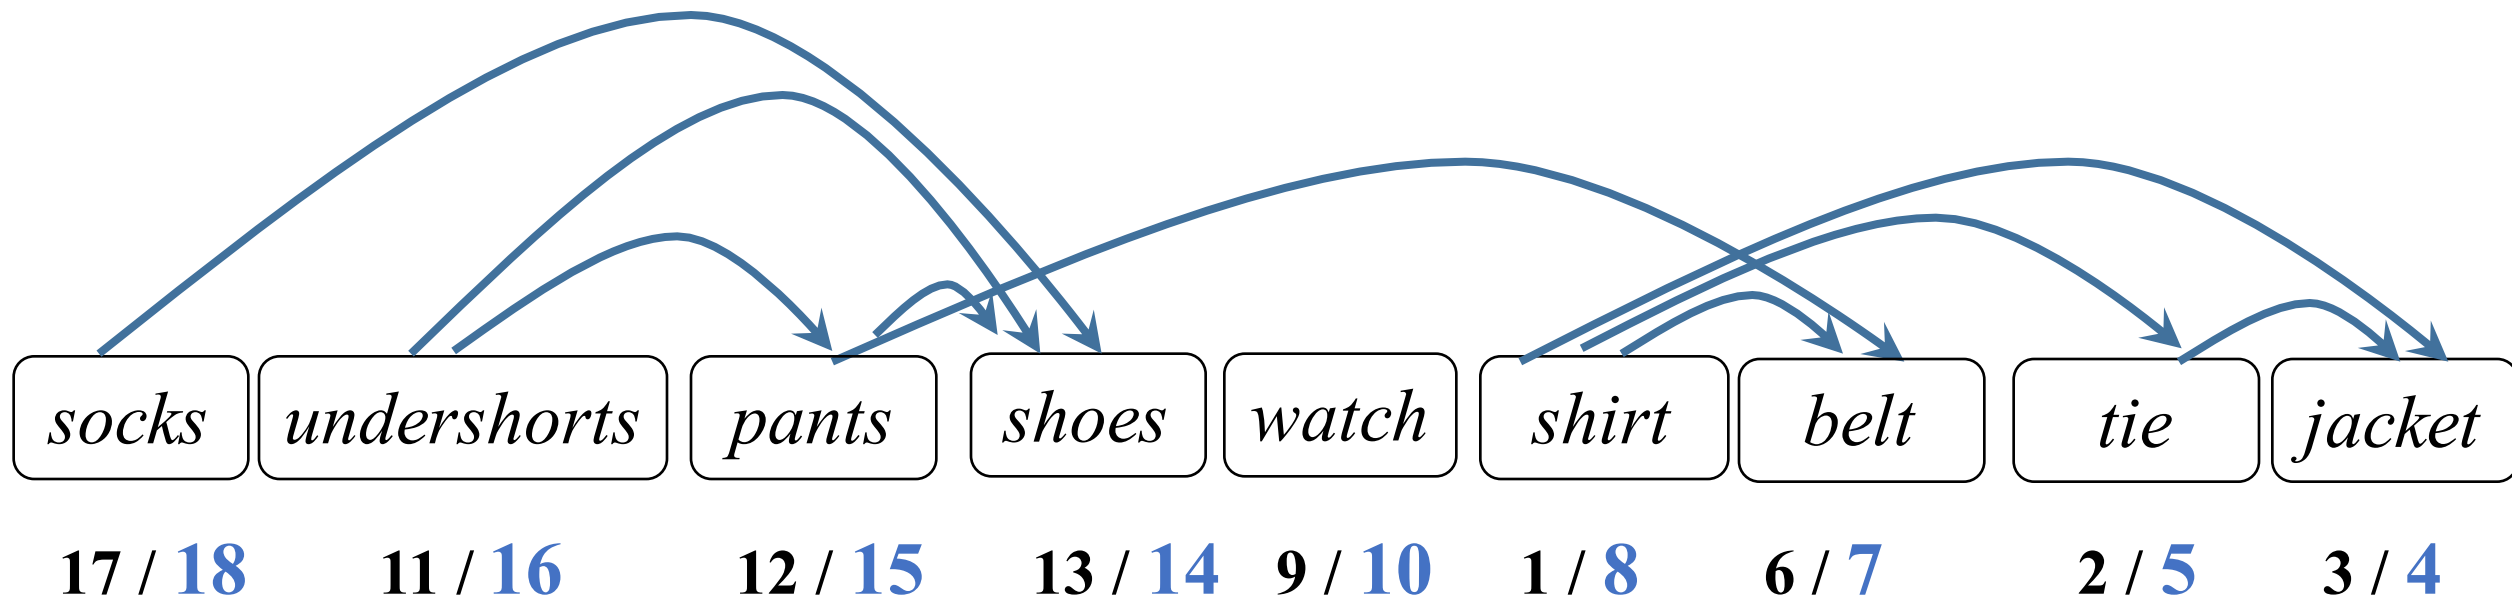 socks undershorts pants shoes watch shirt belt tie jacket
17 / 18 11 / 16 12 / 15 13 / 14 9 / 10 1 / 8 6 / 7 2 / 5 3 / 4